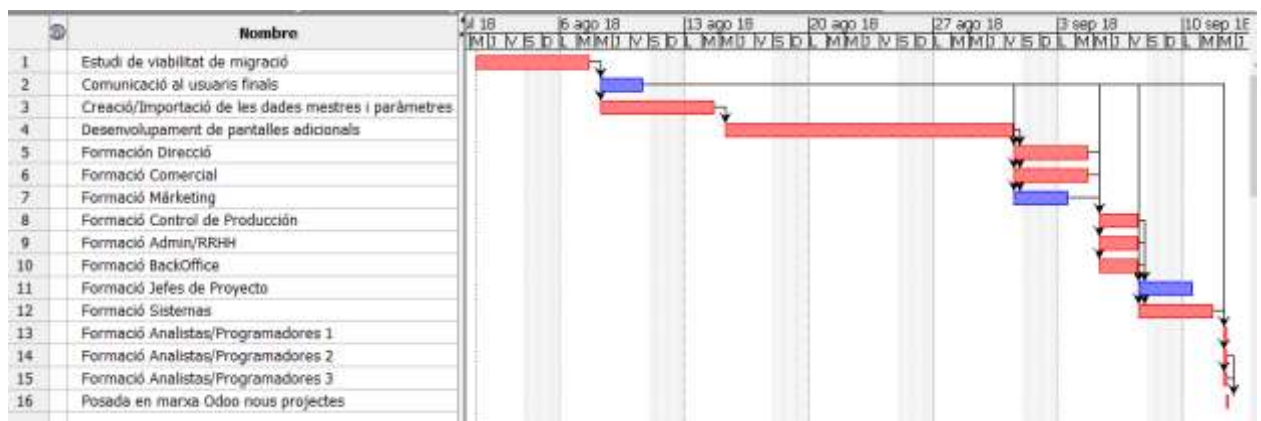 Nombre
l 18 6 ago 18 13 ago 18 20 ago 18 27 ago 18 3 sep 18 10 sep 18
M J V S D L M M J V S D L M M J V S D L M M J V S D L M M J V S D L M M J V S D L M M J
1 Estudi de viabilitat de migració
2 Comunicació al usuaris finals
3 Creació/Importació de les dades mestres i paràmetres
4 Desenvolupament de pantalles adicionals
5 Formación Direcció
6 Formació Comercial
7 Formació Márketing
8 Formació Control de Producción
9 Formació Admin/RRHH
10 Formació BackOffice
11 Formació Jefes de Proyecto
12 Formació Sistemas
13 Formació Analistas/Programadores 1
14 Formació Analistas/Programadores 2
15 Formació Analistas/Programadores 3
16 Posada en marxa Odoo nous projectes